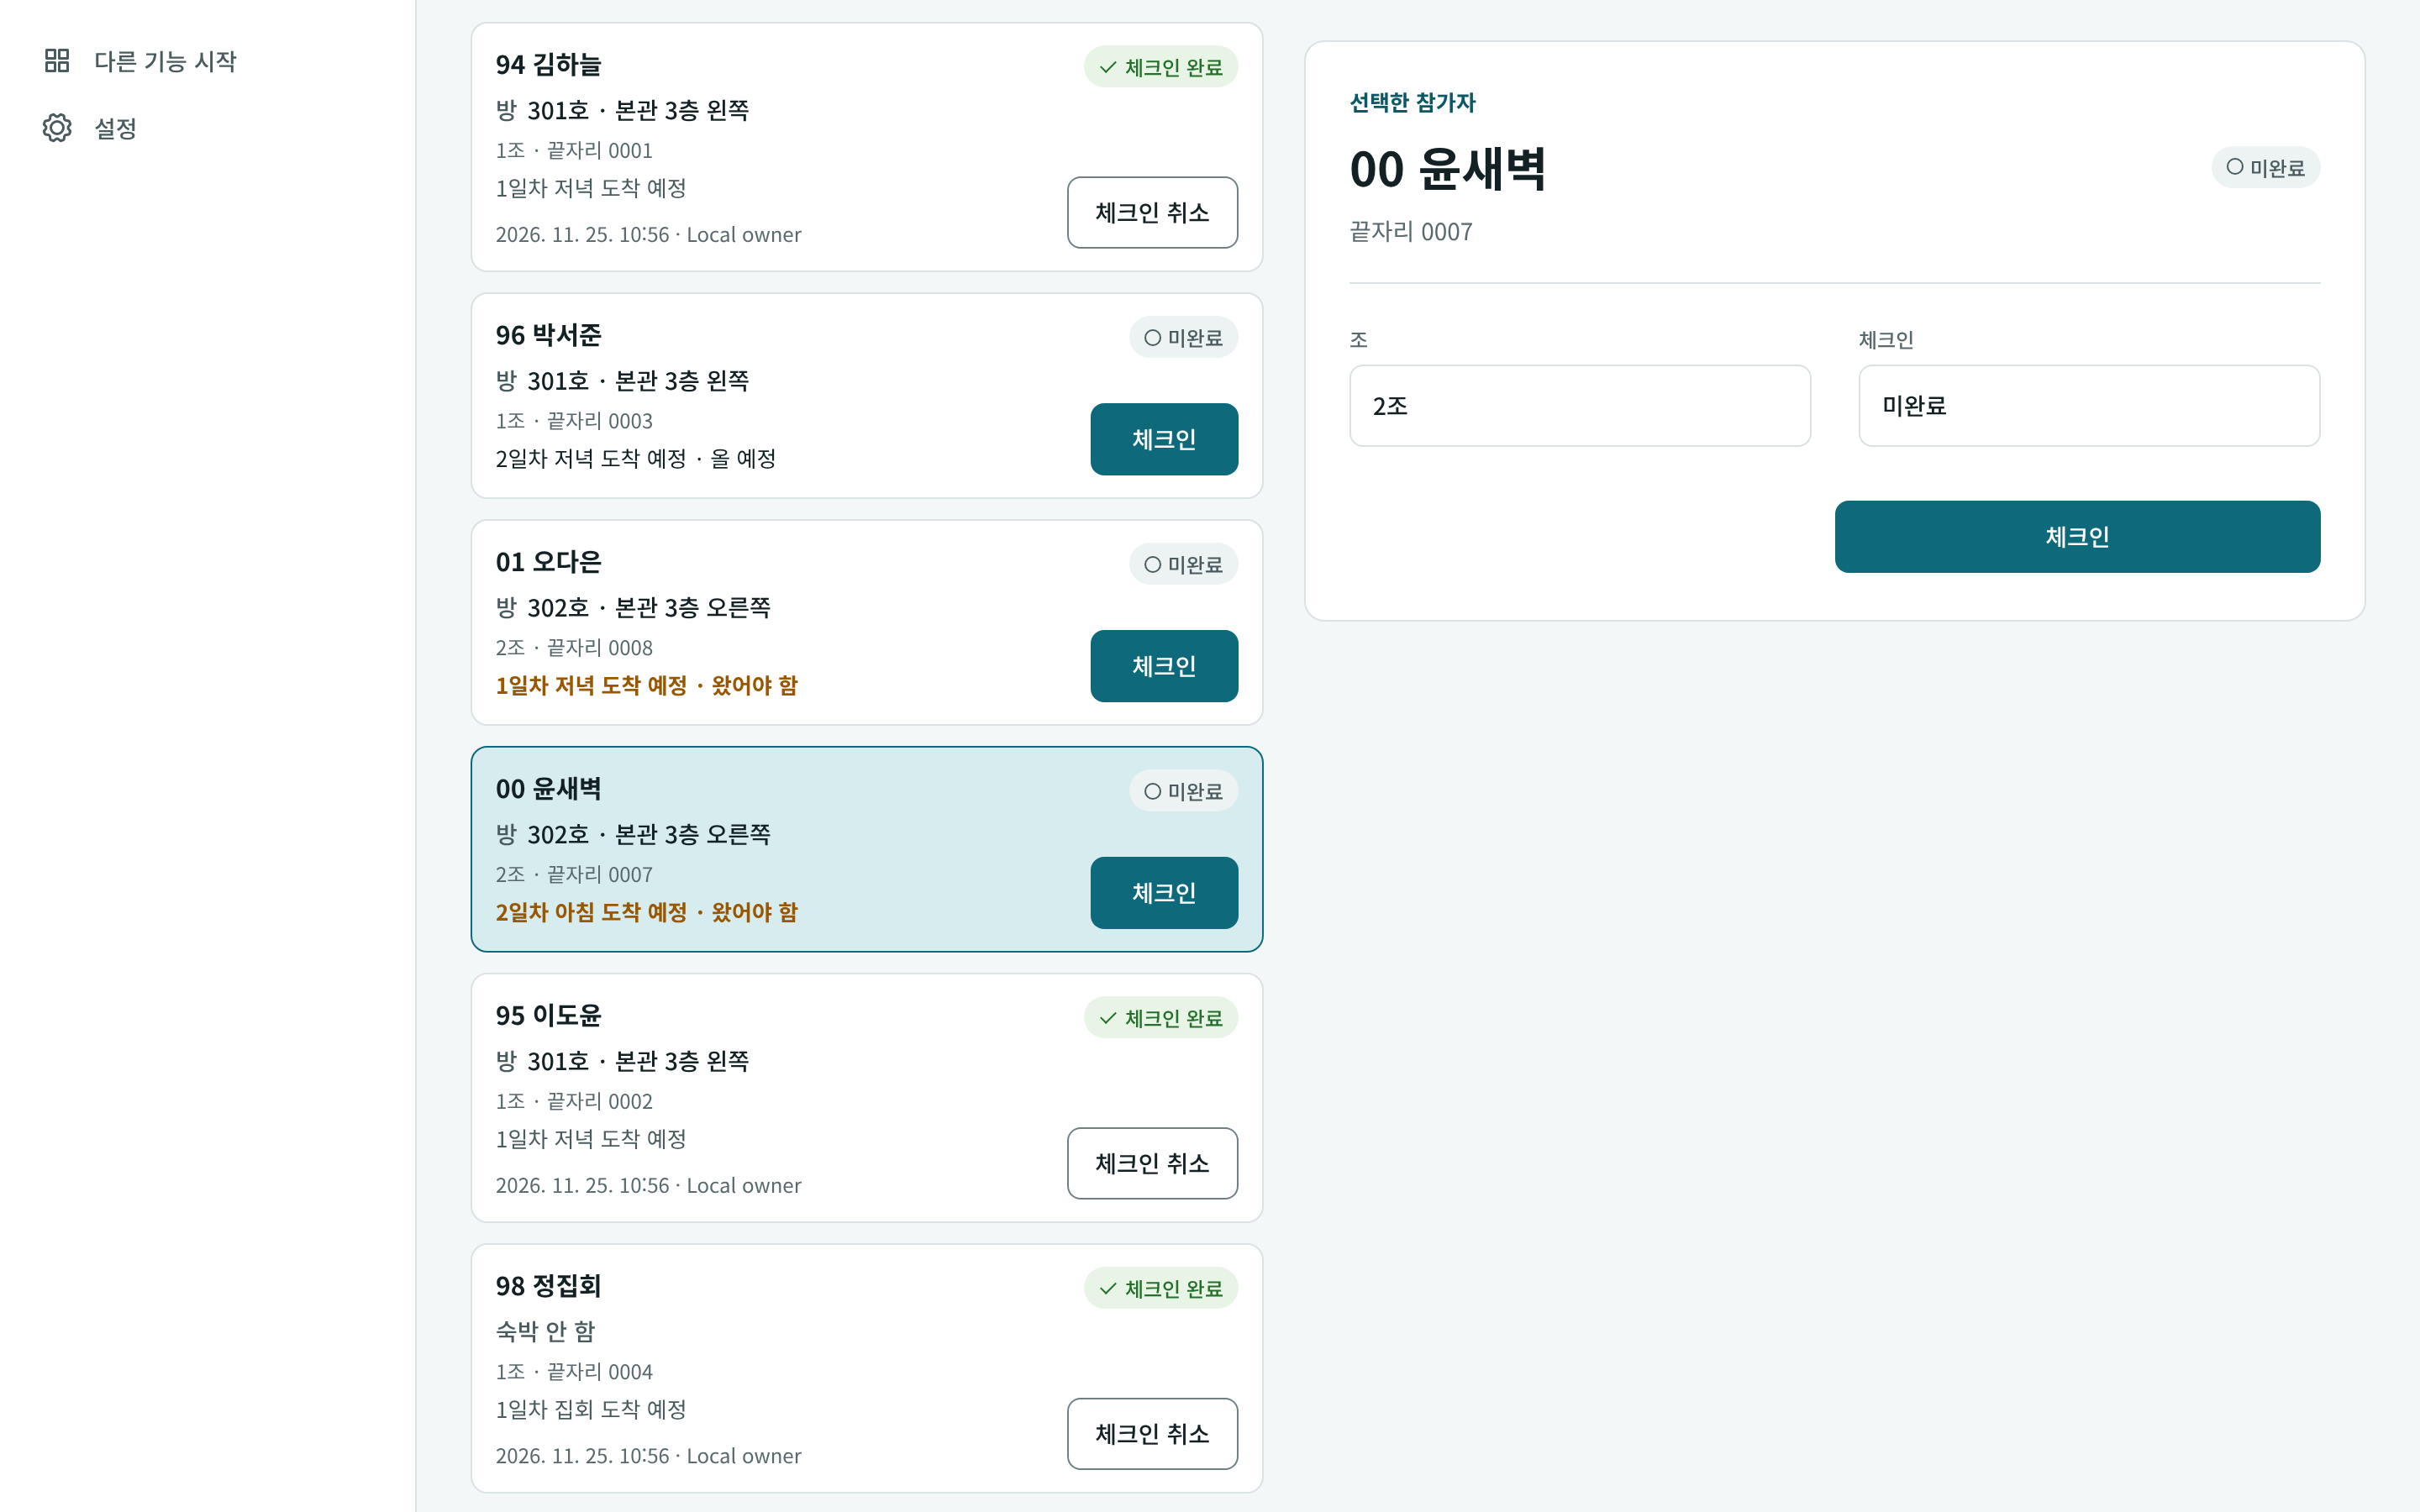 다른 기능 시작
설정
94 김하늘
체크인 완료
방 301호 · 본관 3층 왼쪽
1조 · 끝자리 0001
1일차 저녁 도착 예정
2026. 11. 25. 10:56 · Local owner
체크인 취소
96 박서준
미완료
방 301호 · 본관 3층 왼쪽
1조 · 끝자리 0003
2일차 저녁 도착 예정 · 올 예정
체크인
01 오다은
미완료
방 302호 · 본관 3층 오른쪽
2조 · 끝자리 0008
1일차 저녁 도착 예정 · 왔어야 함
체크인
00 윤새벽
미완료
방 302호 · 본관 3층 오른쪽
2조 · 끝자리 0007
2일차 아침 도착 예정 · 왔어야 함
체크인
95 이도윤
체크인 완료
방 301호 · 본관 3층 왼쪽
1조 · 끝자리 0002
1일차 저녁 도착 예정
2026. 11. 25. 10:56 · Local owner
체크인 취소
98 정집회
체크인 완료
숙박 안 함
1조 · 끝자리 0004
1일차 집회 도착 예정
2026. 11. 25. 10:56 · Local owner
체크인 취소
선택한 참가자
00 윤새벽
미완료
끝자리 0007
조
2조
체크인
미완료
체크인